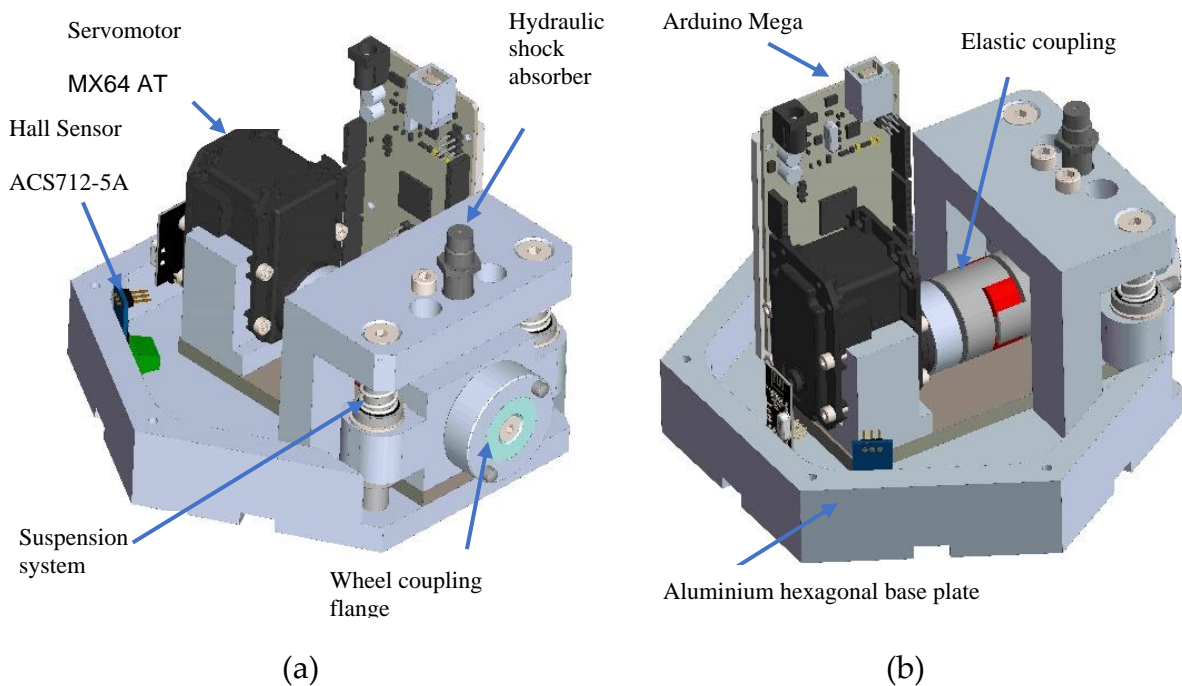 Servomotor
MX64 AT
Hall Sensor
ACS712-5A
Hydraulic
shock
absorber
Suspension
system
Wheel coupling
flange
(a)
Arduino Mega
Elastic coupling
Aluminium hexagonal base plate
(b)